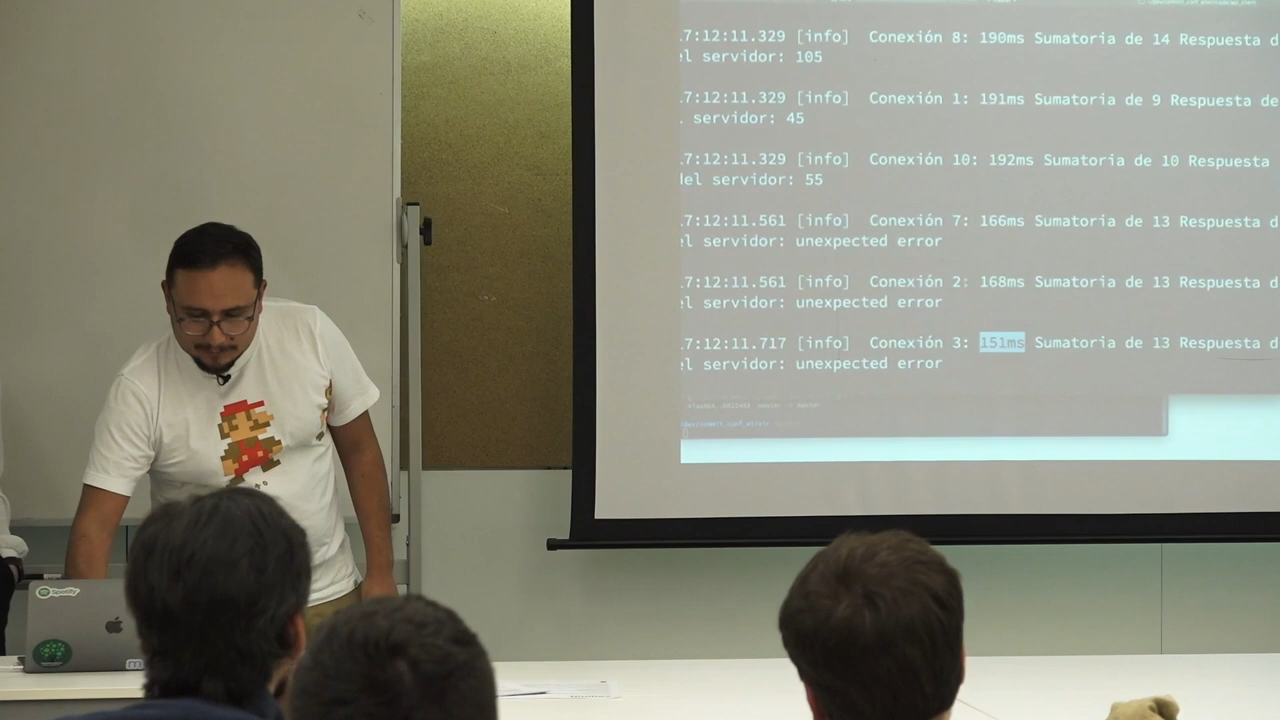 7:12:11.329 [info] Conexión 8: 190ms Sumatoria de 14 Respuesta d
el servidor: 105
7:12:11.329 [info] Conexión 1: 191ms Sumatoria de 9 Respuesta de
servidor: 45
7:12:11.329 [info] Conexión 10: 192ms Sumatoria de 10 Respuesta
del servidor: 55
7:12:11.561 [info] Conexión 7: 166ms Sumatoria de 13 Respuesta d
el servidor: unexpected error
7:12:11.561 [info] Conexión 2: 168ms Sumatoria de 13 Respuesta d
el servidor: unexpected error
7:12:11.717 [info] Conexión 3: 151ms Sumatoria de 13 Respuesta d
el servidor: unexpected error
Spotify